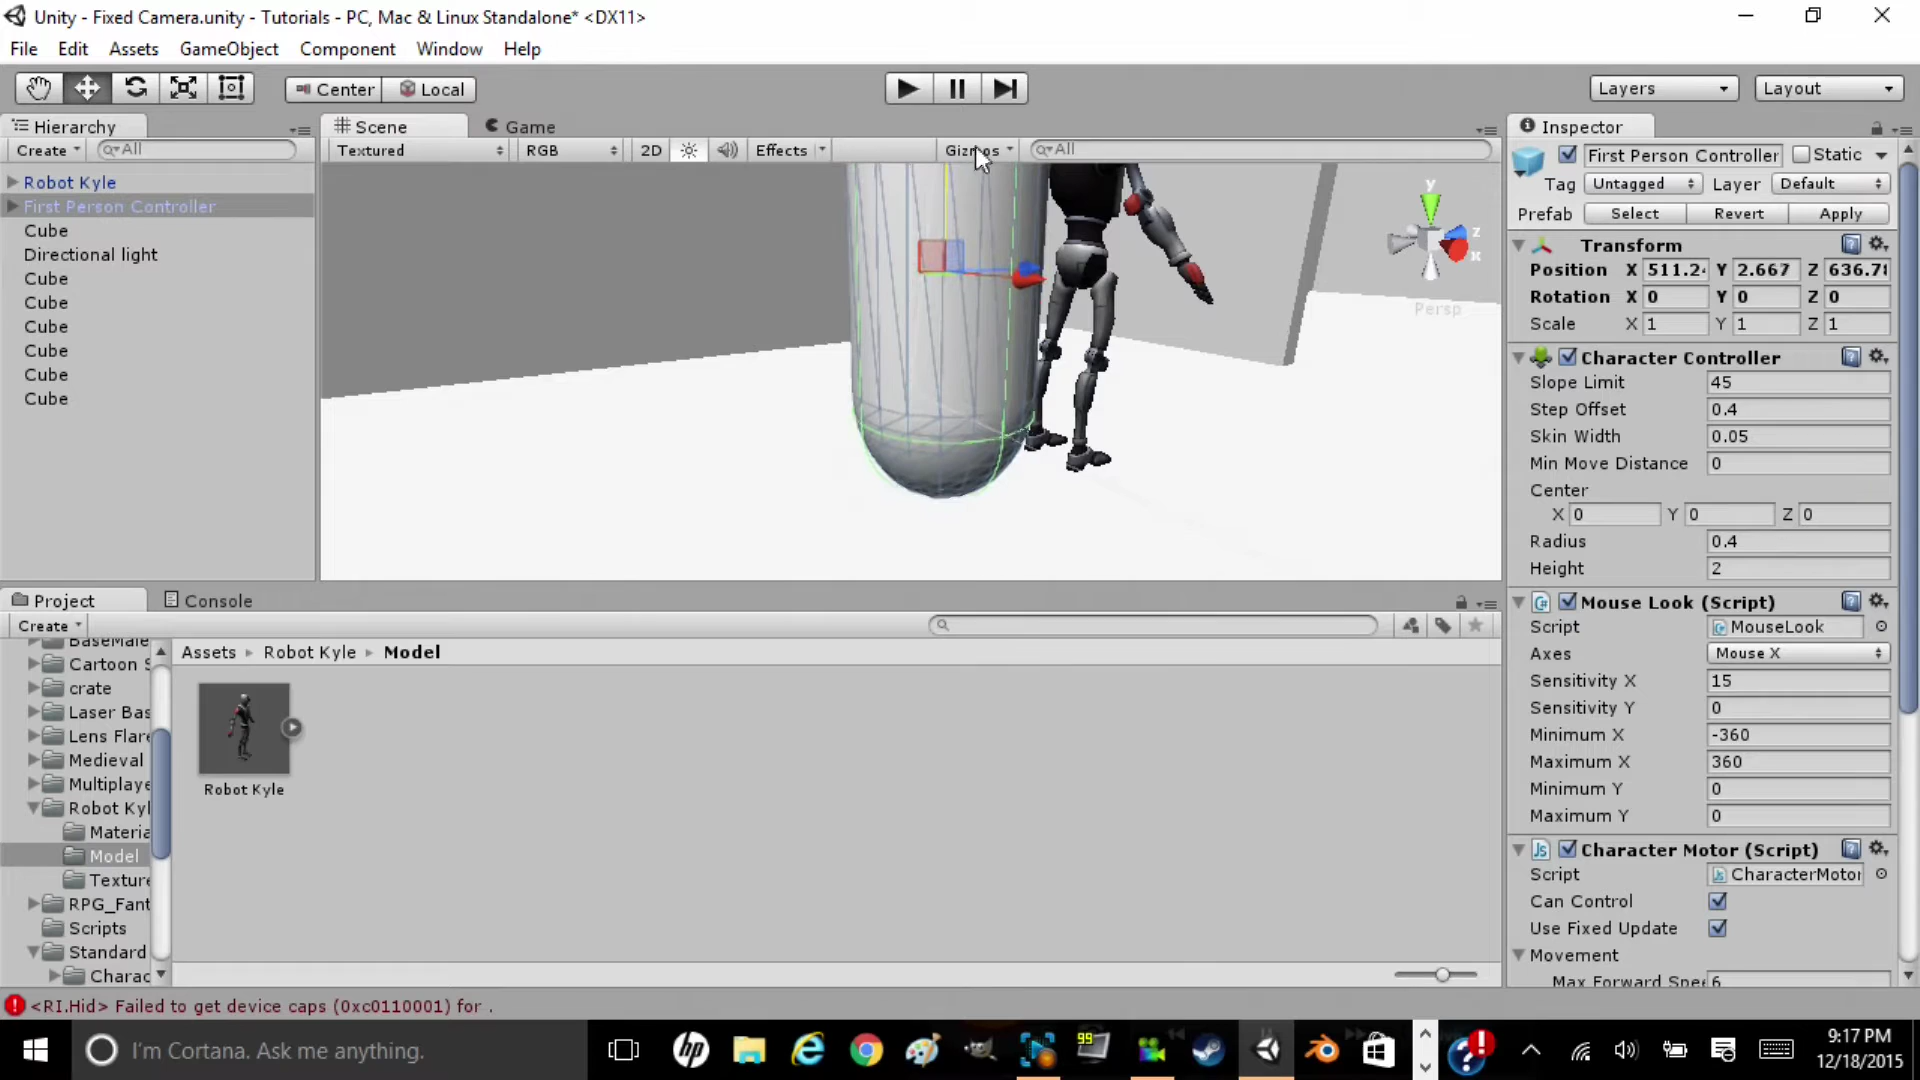 Unity - Fixed Camera.unity - Tutorials - PC, Mac & Linux Standalone* <DX11>
File Edit Assets GameObject Component Window Help
Center Local Layers Layout
Hierarchy
Create All
Robot Kyle
First Person Controller
Cube
Directional light
Cube
Cube
Cube
Cube
Cube
Cube
Scene Game
Textured RGB 2D Effects Gizmos All
y
z
x
Persp
Inspector
First Person Controller Static
Tag Untagged Layer Default
Prefab Select Revert Apply
Transform
Position X 511.2 Y 2.667 Z 636.78
Rotation X 0 Y 0 Z 0
Scale X 1 Y 1 Z 1
Character Controller
Slope Limit 45
Step Offset 0.4
Skin Width 0.05
Min Move Distance 0
Center
X 0 Y 0 Z 0
Radius 0.4
Height 2
Mouse Look (Script)
Script MouseLook
Axes Mouse X
Sensitivity X 15
Sensitivity Y 0
Minimum X -360
Maximum X 360
Minimum Y 0
Maximum Y 0
Character Motor (Script)
Script CharacterMotor
Can Control
Use Fixed Update
Movement
Max Forward Spee 6
Project Console
Create
BaseMale
Cartoon S
crate
Laser Bas
Lens Flare
Medieval
Multiplaye
Robot Kyl
Materia
Model
Texture
RPG_Fant
Scripts
Standard
Charac
Assets Robot Kyle Model
Robot Kyle
<RI.Hid> Failed to get device caps (0xc0110001) for .
I'm Cortana. Ask me anything.
hp
99
9:17 PM
12/18/2015